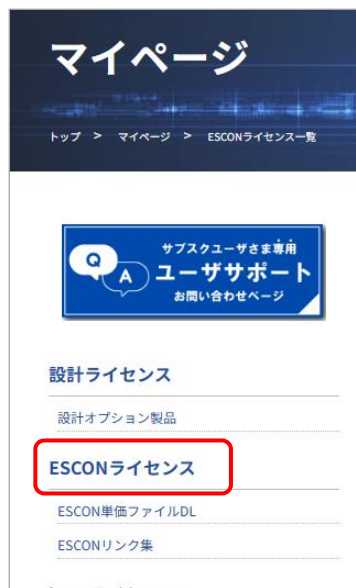 マイページ
トップ > マイページ > ESCONライセンス一覧
サブスクユーザさま専用
Q
A
ユーザサポート
お問い合わせページ
設計ライセンス
設計オプション製品
ESCONライセンス
ESCON単価ファイルDL
ESCONリンク集